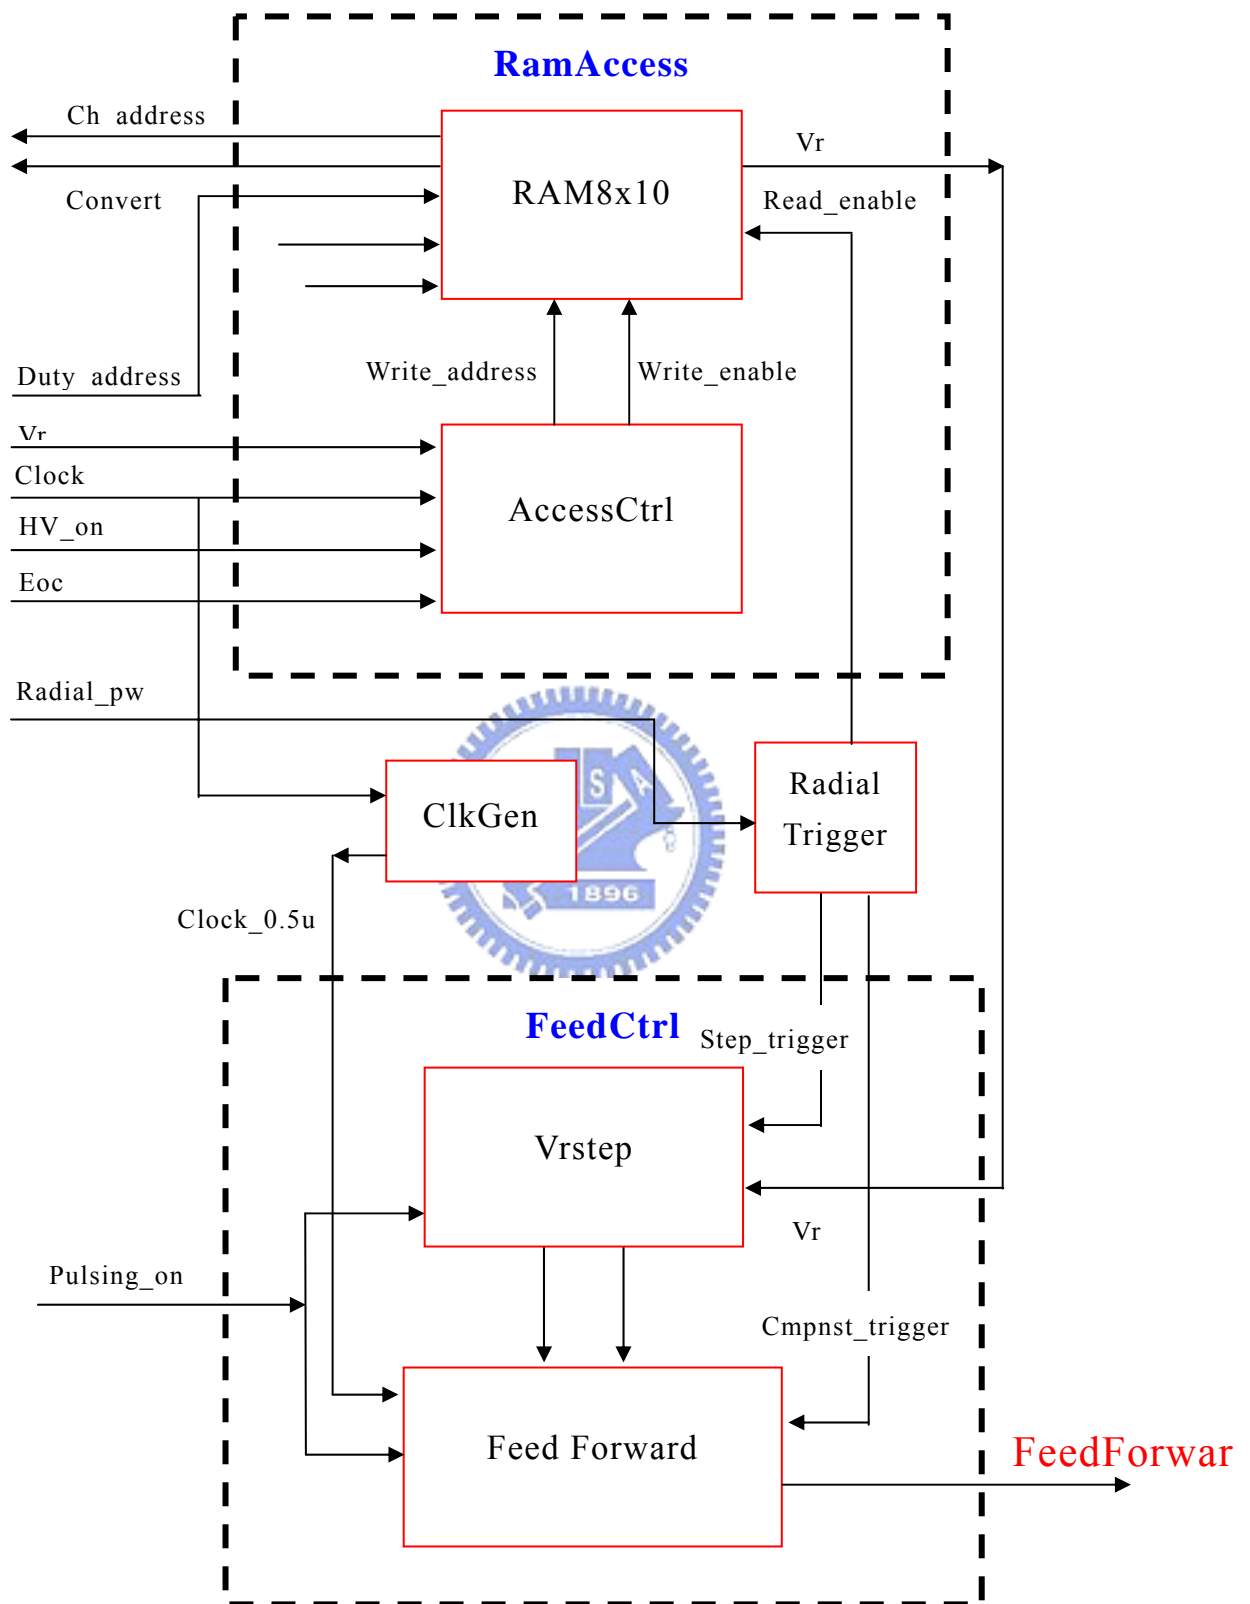 RamAccess
Ch address
Vr
RAM8x10
Convert
Read_enable
Write_address
Write_enable
Duty address
Vr
Clock
AccessCtrl
HV_on
Eoc
Radial_pw
Radial
Trigger
ClkGen
S A
1896
Clock_0.5u
FeedCtrl
Step_trigger
Vrstep
Vr
Pulsing_on
Cmpnst_trigger
Feed Forward
FeedForwar